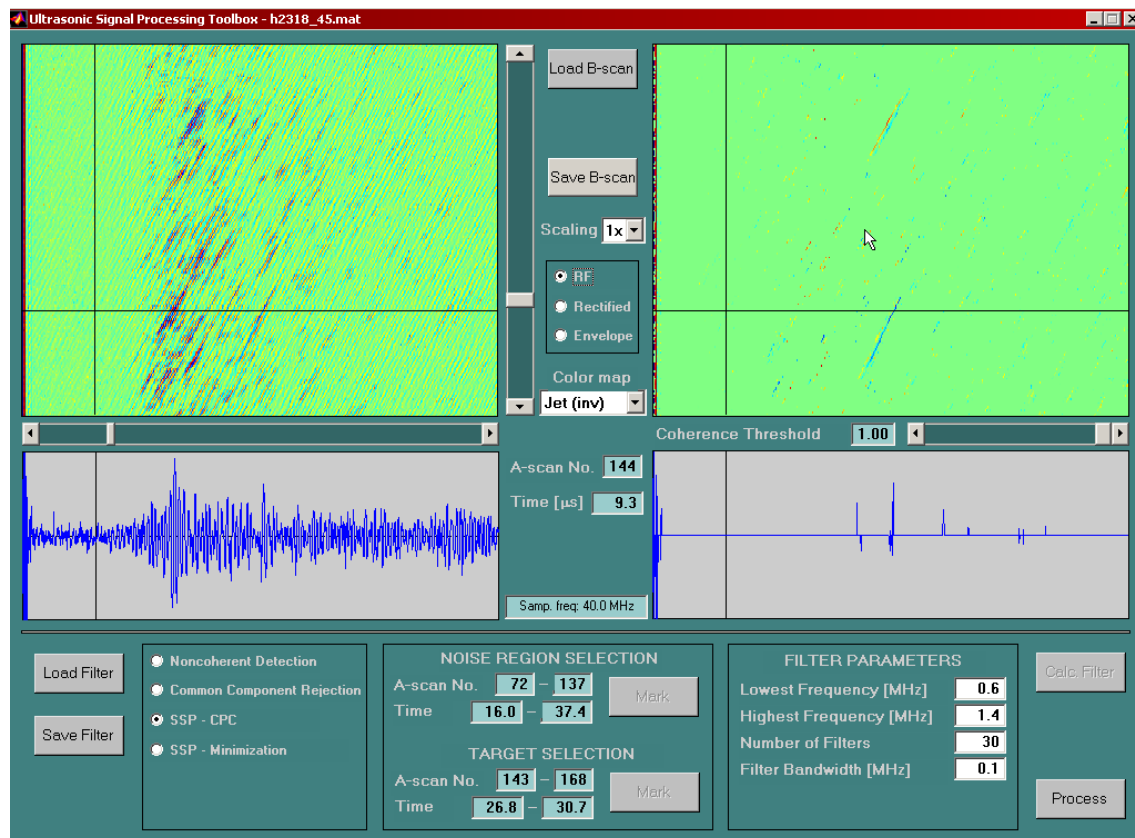 Ultrasonic Signal Processing Toolbox - h2318_45.mat
Load B-scan
Save B-scan
Scaling 1x
RF
Rectified
Envelope
Color map
Jet (inv)
Coherence Threshold 1.00
A-scan No. 144
Time [µs] 9.3
Samp. freq: 40.0 MHz
Load Filter
Save Filter
Noncoherent Detection
Common Component Rejection
SSP - CPC
SSP - Minimization
NOISE REGION SELECTION
A-scan No. 72 - 137
Time 16.0 - 37.4
Mark
TARGET SELECTION
A-scan No. 143 - 168
Time 26.8 - 30.7
Mark
FILTER PARAMETERS
Lowest Frequency [MHz] 0.6
Highest Frequency [MHz] 1.4
Number of Filters 30
Filter Bandwidth [MHz] 0.1
Calc. Filter
Process